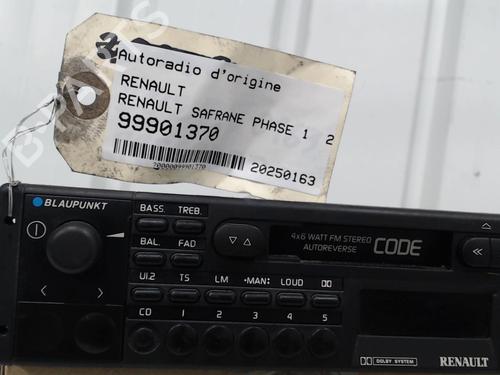 Autoradio d'origine
RENAULT
RENAULT SAFRANE PHASE 1 2
99901370
20250163
BLAUPUNKT
BASS. TREB.
BAL. FAD
4x6 WATT FM STEREO
AUTOREVERSE
CODE
U1.2 TS LM •MAN: LOUD
CD 1 2 3 4 5
DOLBY SYSTEM
RENAULT